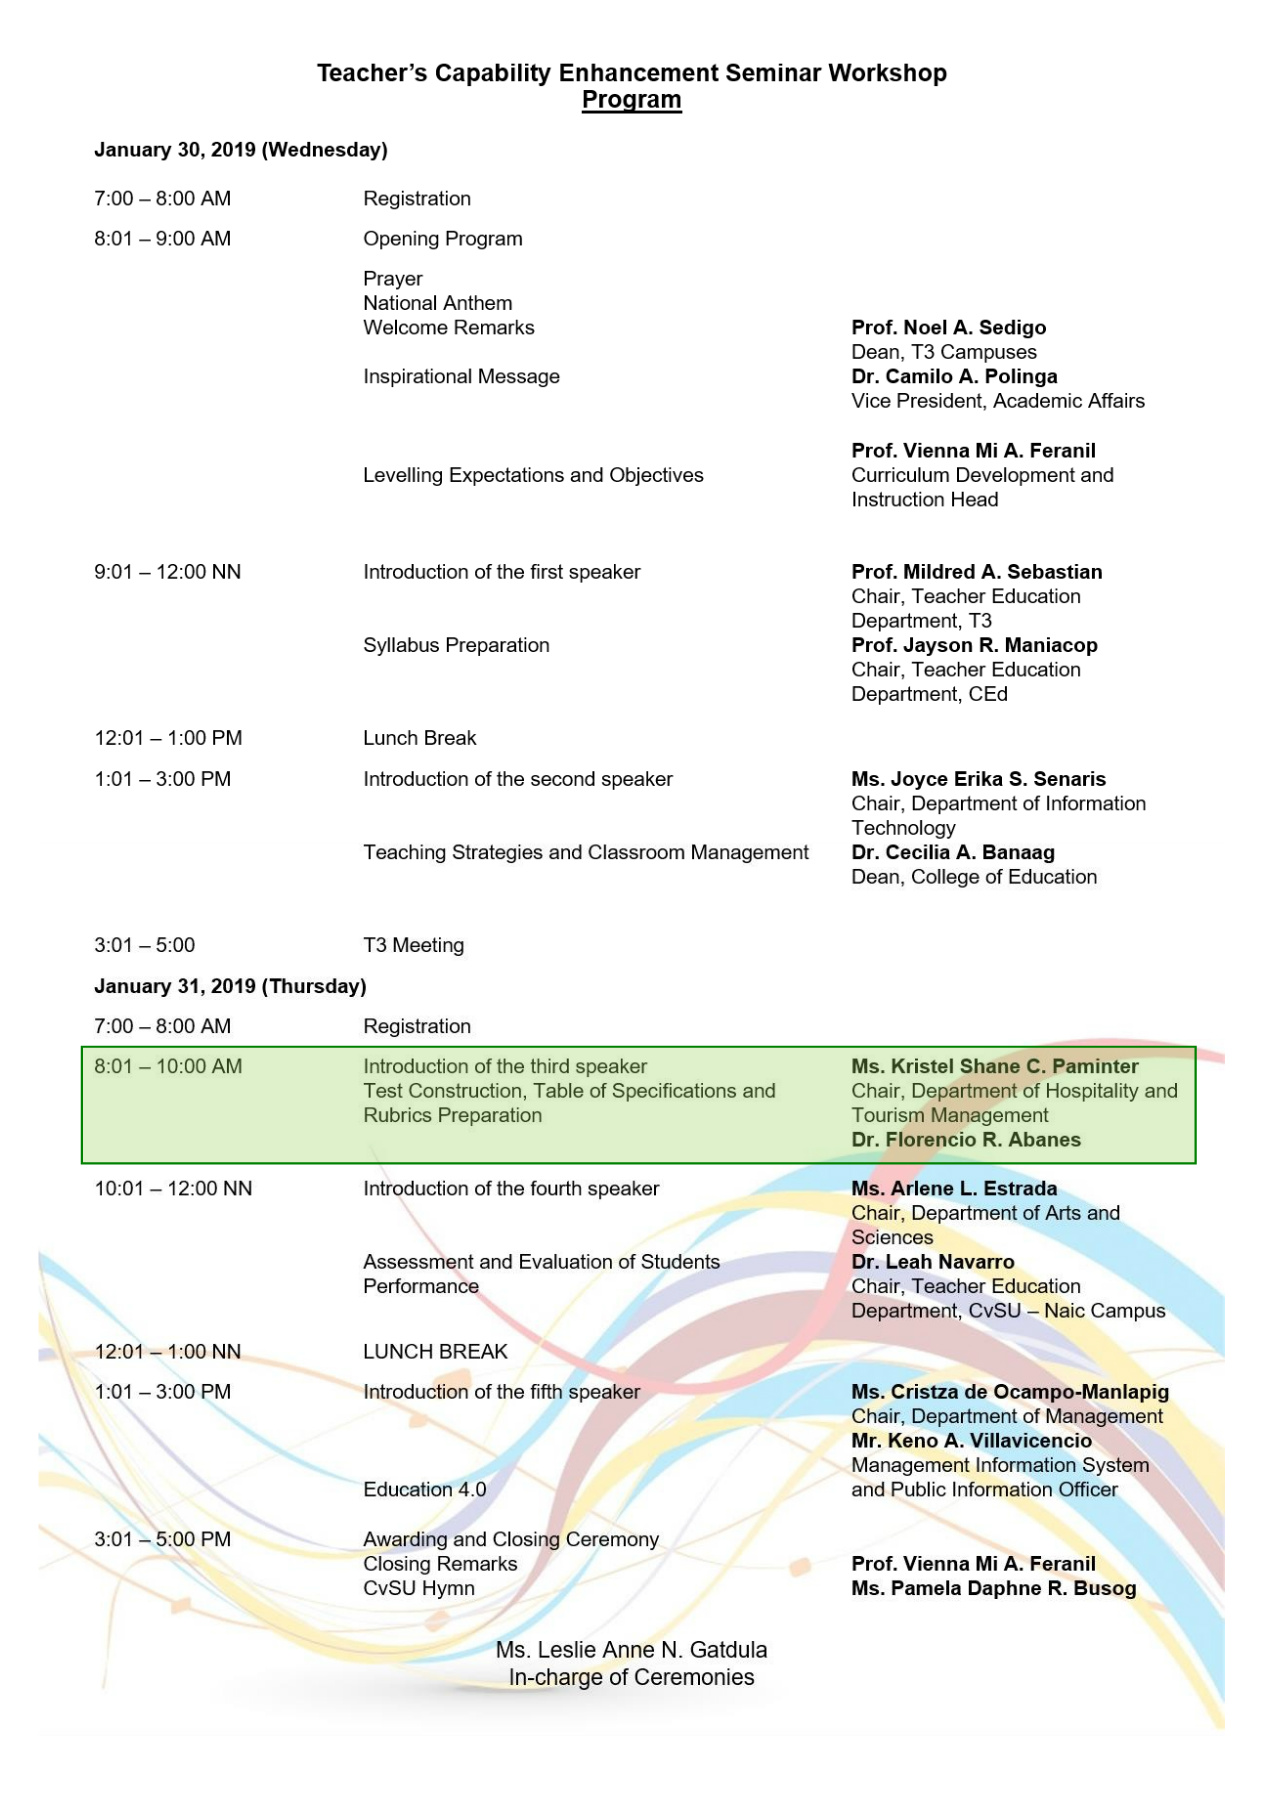 Teacher’s Capability Enhancement Seminar Workshop
Program
January 30, 2019 (Wednesday)
7:00 – 8:00 AM Registration
8:01 – 9:00 AM Opening Program
Prayer
National Anthem
Welcome Remarks Prof. Noel A. Sedigo
Dean, T3 Campuses
Inspirational Message Dr. Camilo A. Polinga
Vice President, Academic Affairs
Prof. Vienna Mi A. Feranil
Levelling Expectations and Objectives Curriculum Development and
Instruction Head
9:01 – 12:00 NN Introduction of the first speaker Prof. Mildred A. Sebastian
Chair, Teacher Education
Department, T3
Syllabus Preparation Prof. Jayson R. Maniacop
Chair, Teacher Education
Department, CEd
12:01 – 1:00 PM Lunch Break
1:01 – 3:00 PM Introduction of the second speaker Ms. Joyce Erika S. Senaris
Chair, Department of Information
Technology
Teaching Strategies and Classroom Management Dr. Cecilia A. Banaag
Dean, College of Education
3:01 – 5:00 T3 Meeting
January 31, 2019 (Thursday)
7:00 – 8:00 AM Registration
8:01 – 10:00 AM Introduction of the third speaker Ms. Kristel Shane C. Paminter
Test Construction, Table of Specifications and Chair, Department of Hospitality and
Rubrics Preparation Tourism Management
Dr. Florencio R. Abanes
10:01 – 12:00 NN Introduction of the fourth speaker Ms. Arlene L. Estrada
Chair, Department of Arts and
Sciences
Assessment and Evaluation of Students Dr. Leah Navarro
Performance Chair, Teacher Education
Department, CvSU – Naic Campus
12:01 – 1:00 NN LUNCH BREAK
1:01 – 3:00 PM Introduction of the fifth speaker Ms. Cristza de Ocampo-Manlapig
Chair, Department of Management
Mr. Keno A. Villavicencio
Management Information System
Education 4.0 and Public Information Officer
3:01 – 5:00 PM Awarding and Closing Ceremony
Closing Remarks Prof. Vienna Mi A. Feranil
CvSU Hymn Ms. Pamela Daphne R. Busog
Ms. Leslie Anne N. Gatdula
In-charge of Ceremonies